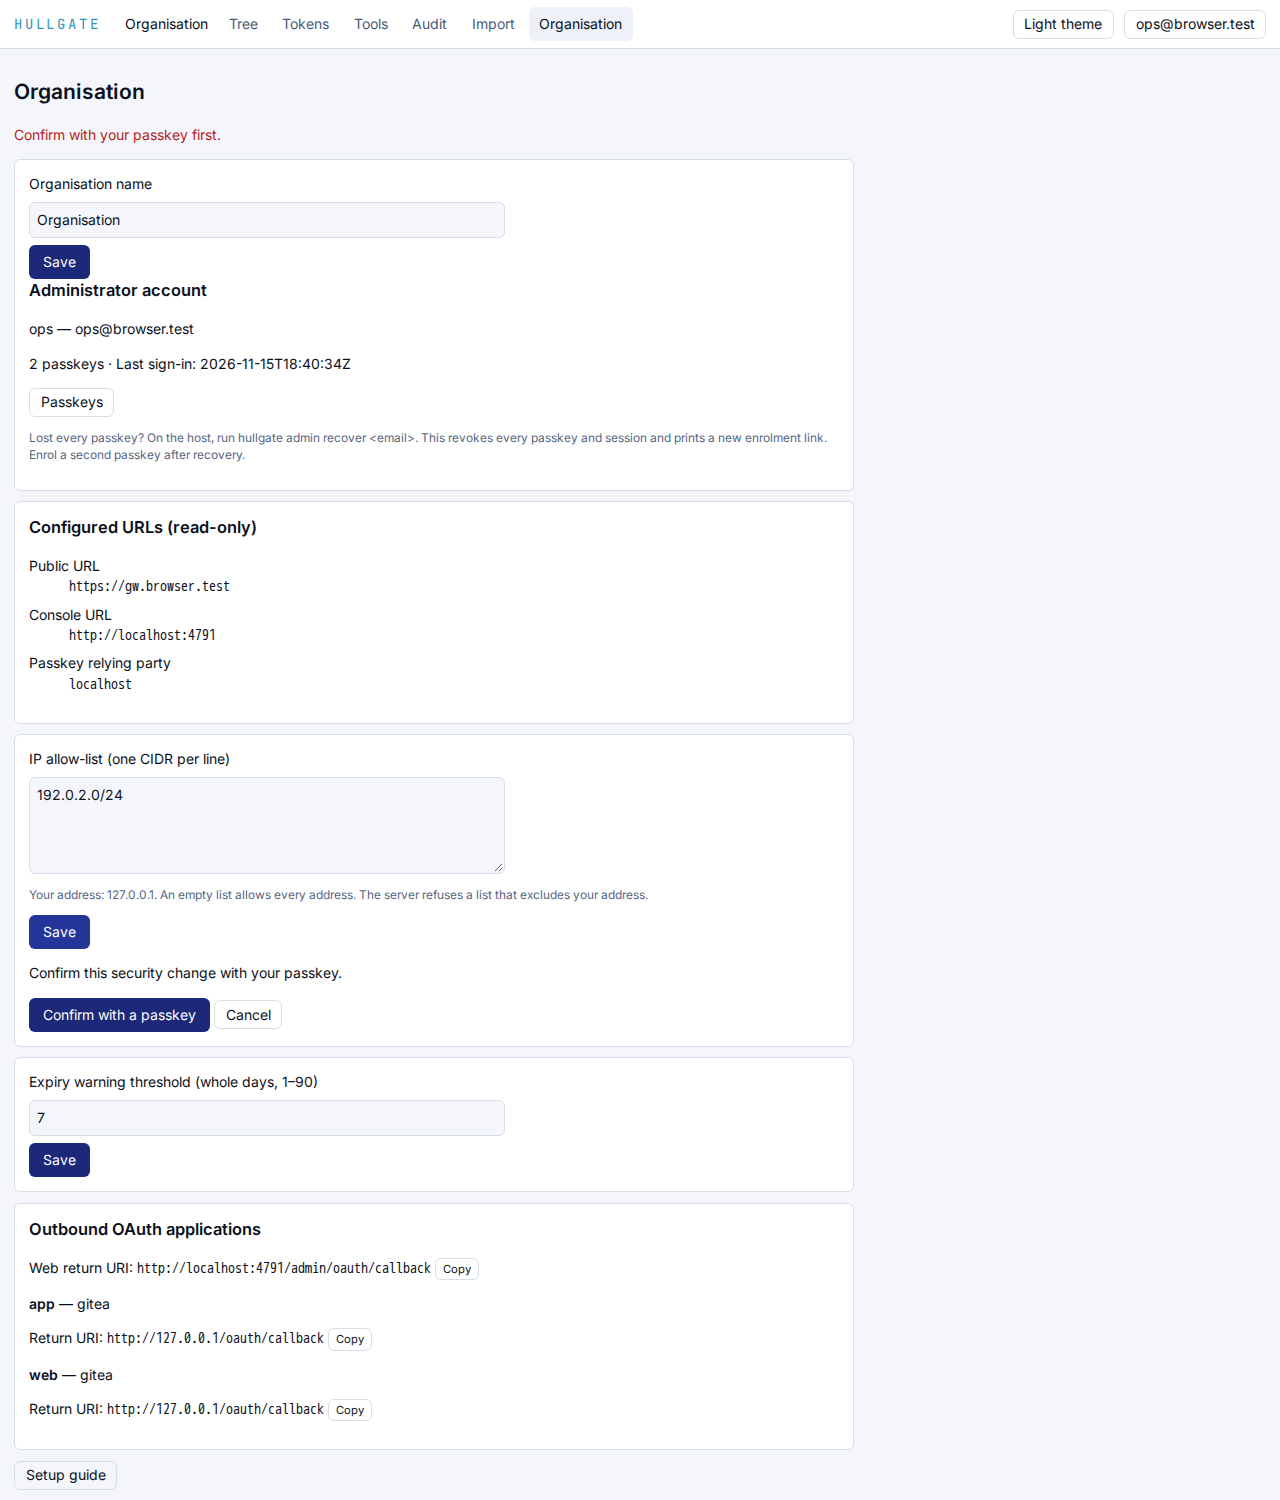 HULLGATE Organisation Tree Tokens Tools Audit Import Organisation Light theme ops@browser.test
Organisation
Confirm with your passkey first.
Organisation name
Organisation
Save
Administrator account
ops — ops@browser.test
2 passkeys · Last sign-in: 2026-11-15T18:40:34Z
Passkeys
Lost every passkey? On the host, run hullgate admin recover <email>. This revokes every passkey and session and prints a new enrolment link.
Enrol a second passkey after recovery.
Configured URLs (read-only)
Public URL
https://gw.browser.test
Console URL
http://localhost:4791
Passkey relying party
localhost
IP allow-list (one CIDR per line)
192.0.2.0/24
Your address: 127.0.0.1. An empty list allows every address. The server refuses a list that excludes your address.
Save
Confirm this security change with your passkey.
Confirm with a passkey Cancel
Expiry warning threshold (whole days, 1–90)
7
Save
Outbound OAuth applications
Web return URI: http://localhost:4791/admin/oauth/callback Copy
app — gitea
Return URI: http://127.0.0.1/oauth/callback Copy
web — gitea
Return URI: http://127.0.0.1/oauth/callback Copy
Setup guide